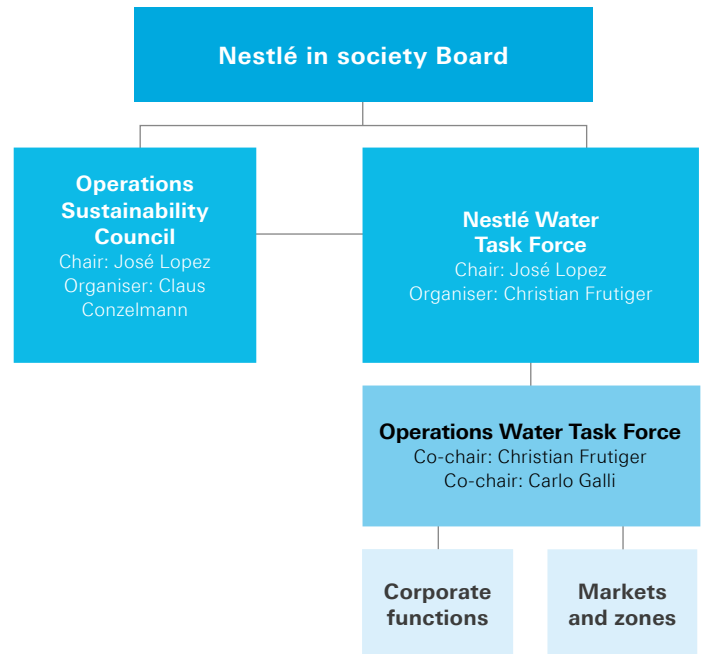 Nestlé in society Board
Operations
Sustainability
Council
Chair: José Lopez
Organiser: Claus
Conzelmann
Nestlé Water
Task Force
Chair: José Lopez
Organiser: Christian Frutiger
Operations Water Task Force
Co-chair: Christian Frutiger
Co-chair: Carlo Galli
Corporate
functions
Markets
and zones